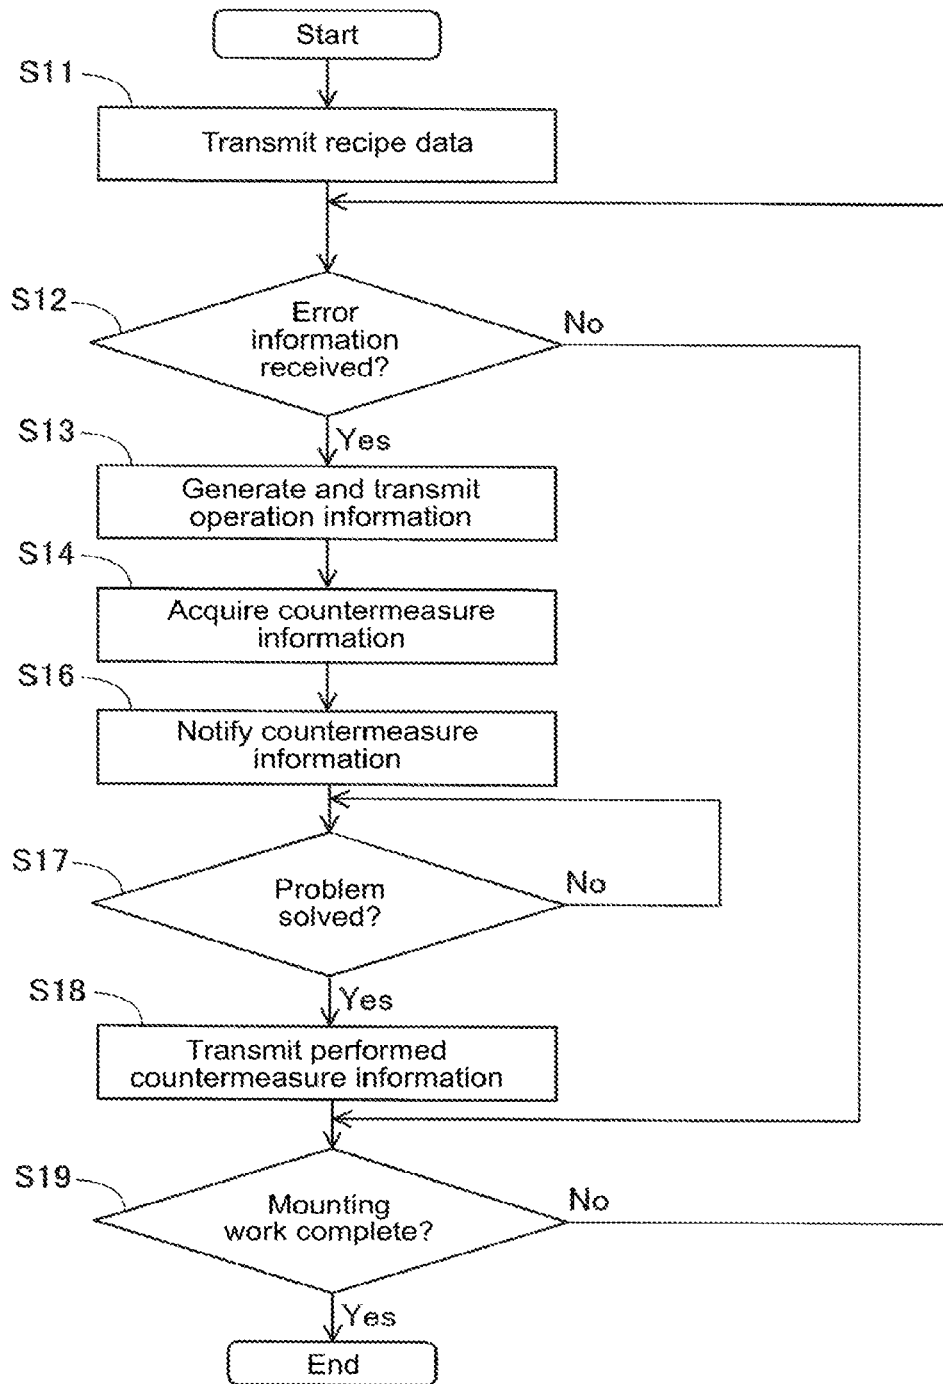 Start
S11
Transmit recipe data
S12
Error
information
received?
No
Yes
S13
Generate and transmit
operation information
S14
Acquire countermeasure
information
S16
Notify countermeasure
information
S17
Problem
solved?
No
Yes
S18
Transmit performed
countermeasure information
S19
Mounting
work complete?
No
Yes
End